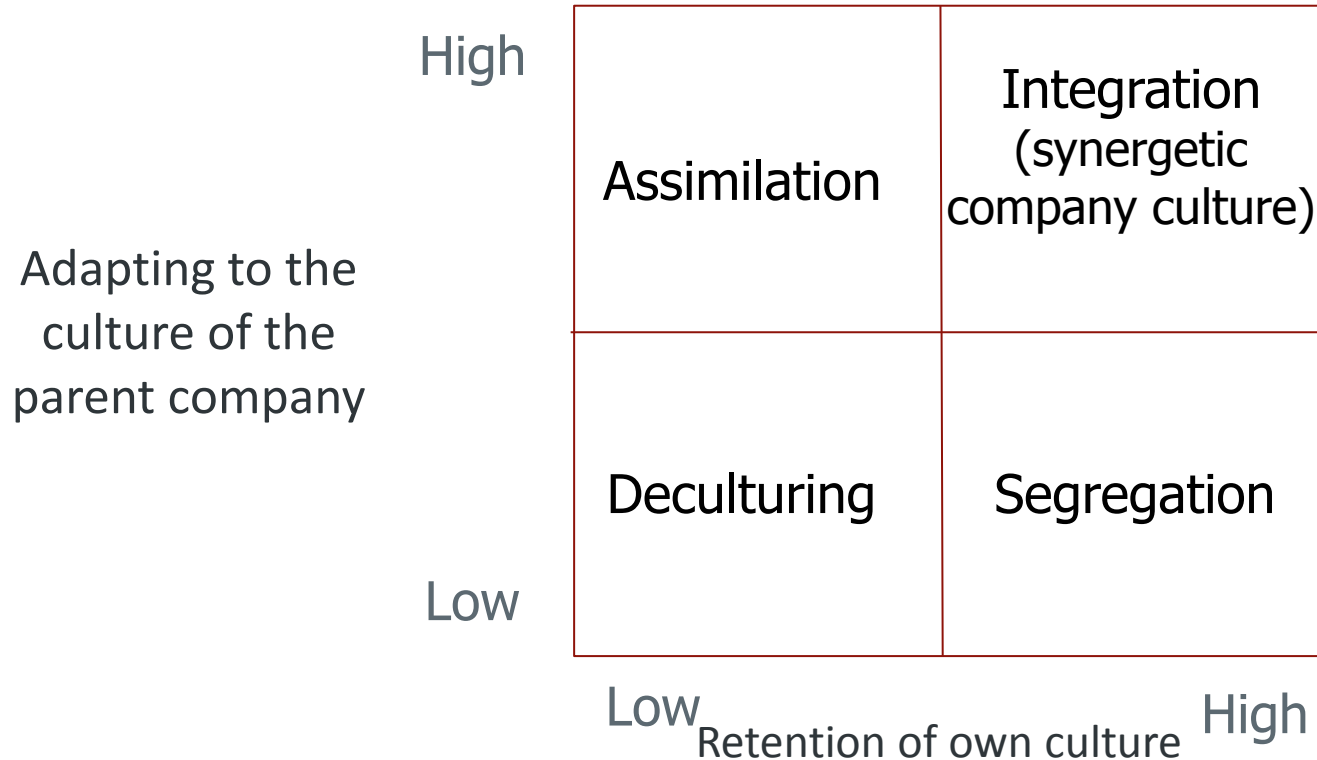 High
Integration
(synergetic
company culture)
Assimilation
Adapting to the
culture of the
parent company
Deculturing
Segregation
Low
Low
High
Retention of own culture